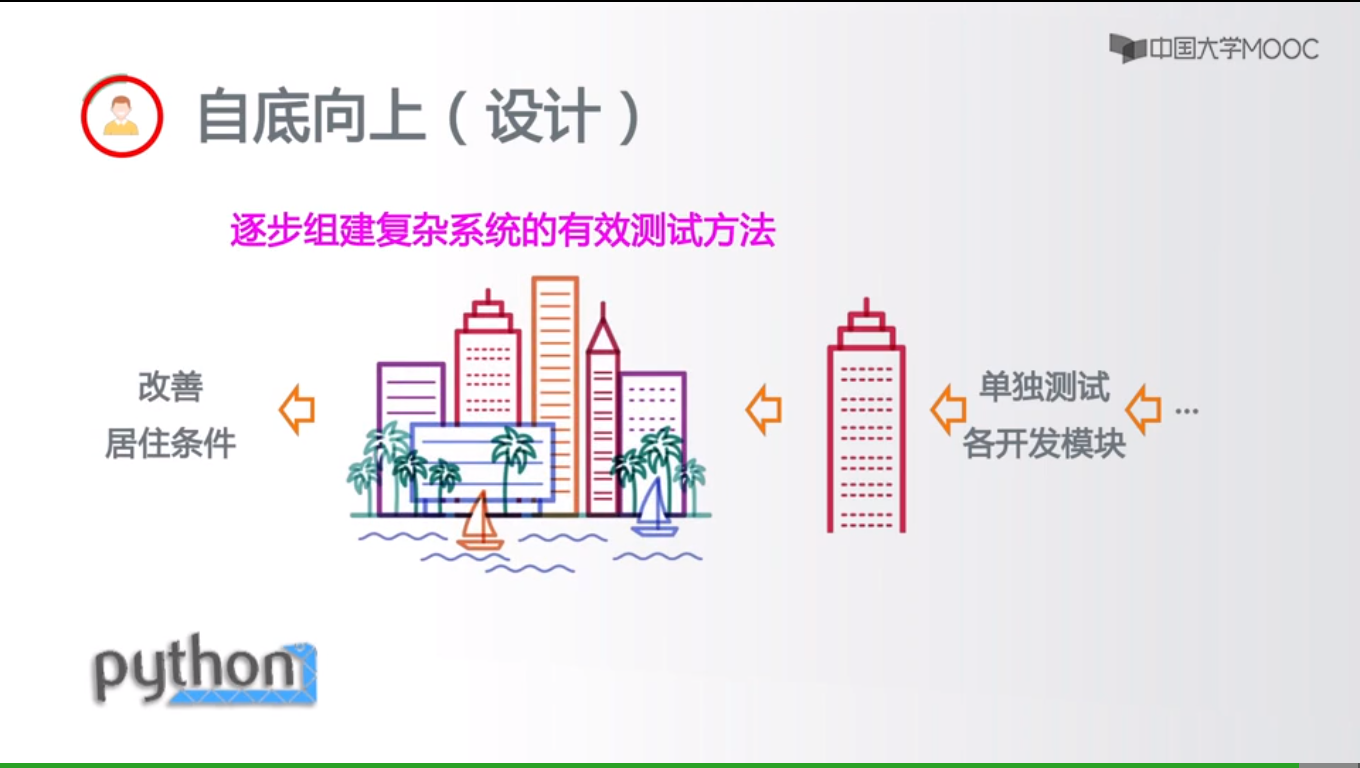 中国大学MOOC
自底向上（设计）
逐步组建复杂系统的有效测试方法
改善
居住条件
单独测试
各开发模块
...
python